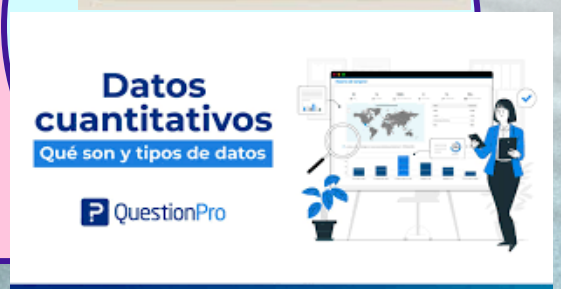 Datos
cuantitativos
Qué son y tipos de datos
QuestionPro